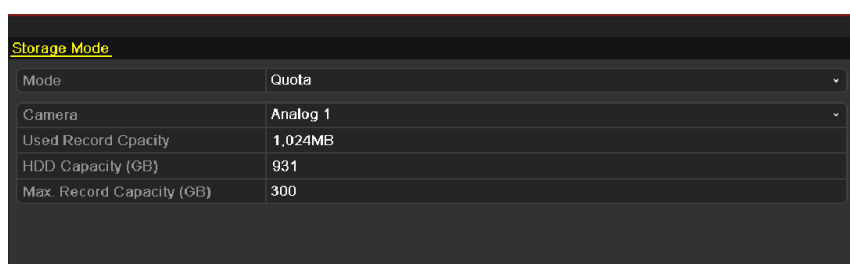 Storage Mode
Mode Quota
Camera Analog 1
Used Record Cpacity 1,024MB
HDD Capacity (GB) 931
Max. Record Capacity (GB) 300